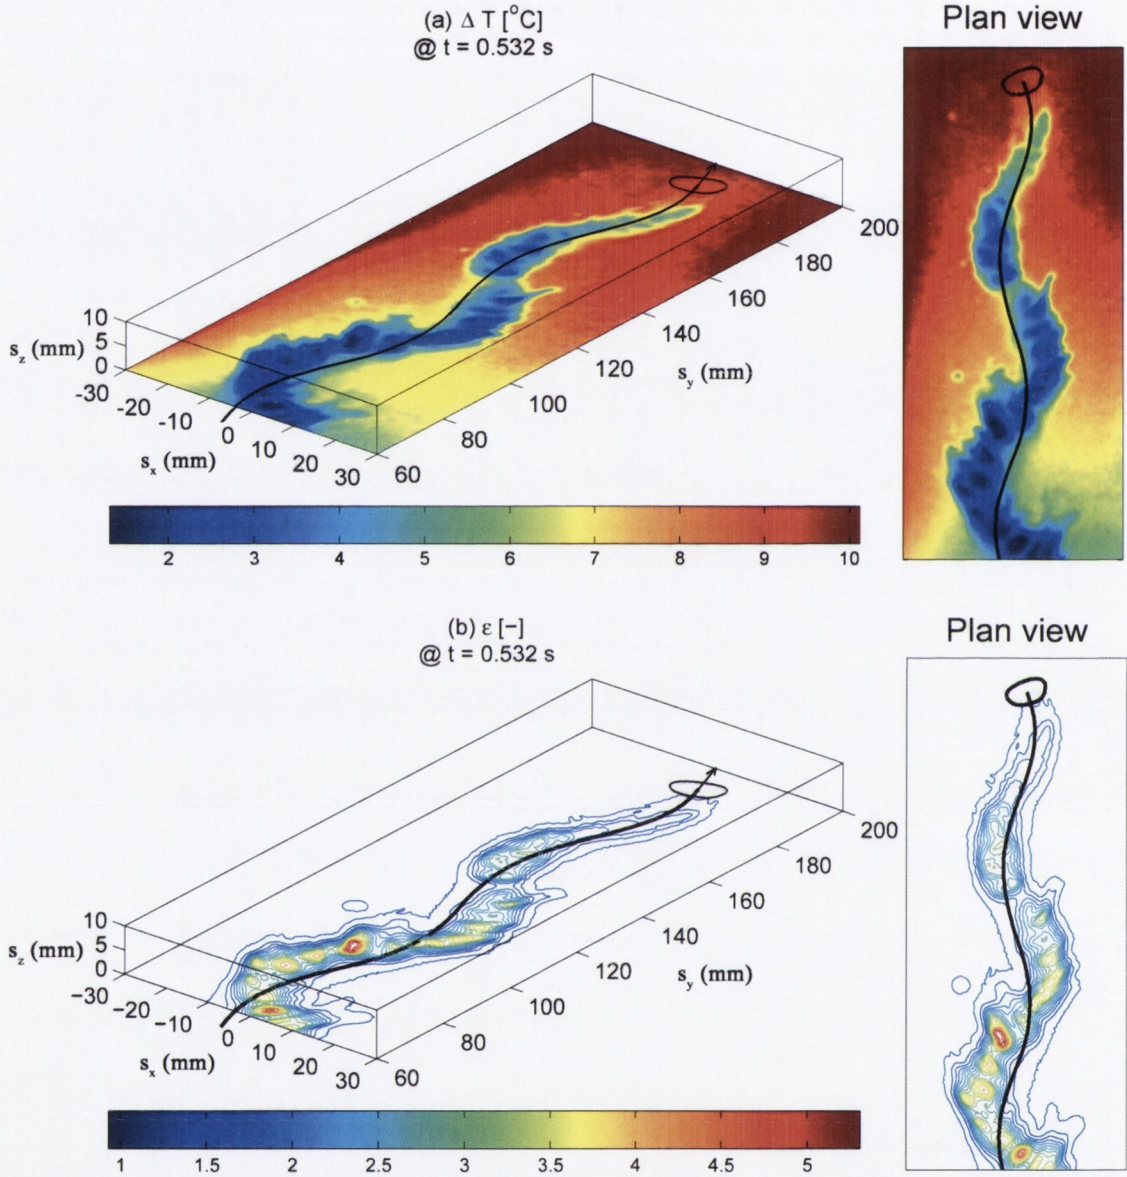 (a) Δ T [°C]
@ t = 0.532 s
Plan view
10
5
0
s_z (mm)
-30
-20
-10
0
10
20
30
s_x (mm)
60
80
100
120
140
160
180
200
s_y (mm)
2 3 4 5 6 7 8 9 10
(b) ε [–]
@ t = 0.532 s
Plan view
10
5
0
s_z (mm)
−30
−20
−10
0
10
20
30
s_x (mm)
60
80
100
120
140
160
180
200
s_y (mm)
1 1.5 2 2.5 3 3.5 4 4.5 5